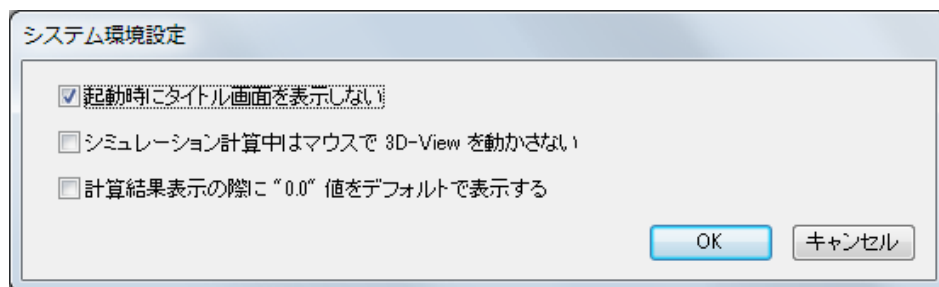 システム環境設定
起動時にタイトル画面を表示しない
シミュレーション計算中はマウスで 3D-View を動かさない
計算結果表示の際に "0.0" 値をデフォルトで表示する
OK キャンセル